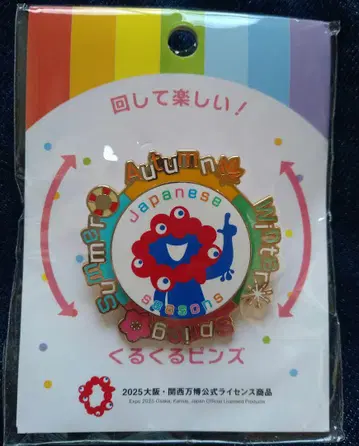 回して楽しい！
Autumn
Summer
Winter
Spring
Japanese
seasons
くるくるピンズ
2025大阪・関西万博公式ライセンス商品
Expo 2025 Osaka, Kansai, Japan Official Licensed Products